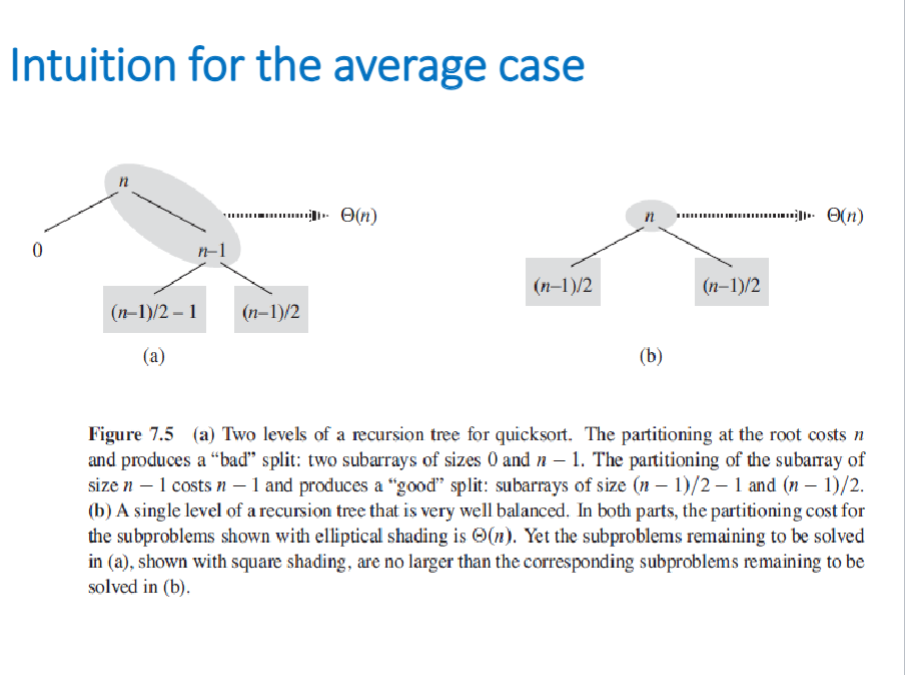 Intuition for the average case
n
Θ(n)
0
n–1
(n–1)/2 – 1
(n–1)/2
(a)
n
Θ(n)
(n–1)/2
(n–1)/2
(b)
Figure 7.5 (a) Two levels of a recursion tree for quicksort. The partitioning at the root costs n
and produces a “bad” split: two subarrays of sizes 0 and n − 1. The partitioning of the subarray of
size n − 1 costs n − 1 and produces a “good” split: subarrays of size (n − 1)/2 − 1 and (n − 1)/2.
(b) A single level of a recursion tree that is very well balanced. In both parts, the partitioning cost for
the subproblems shown with elliptical shading is Θ(n). Yet the subproblems remaining to be solved
in (a), shown with square shading, are no larger than the corresponding subproblems remaining to be
solved in (b).